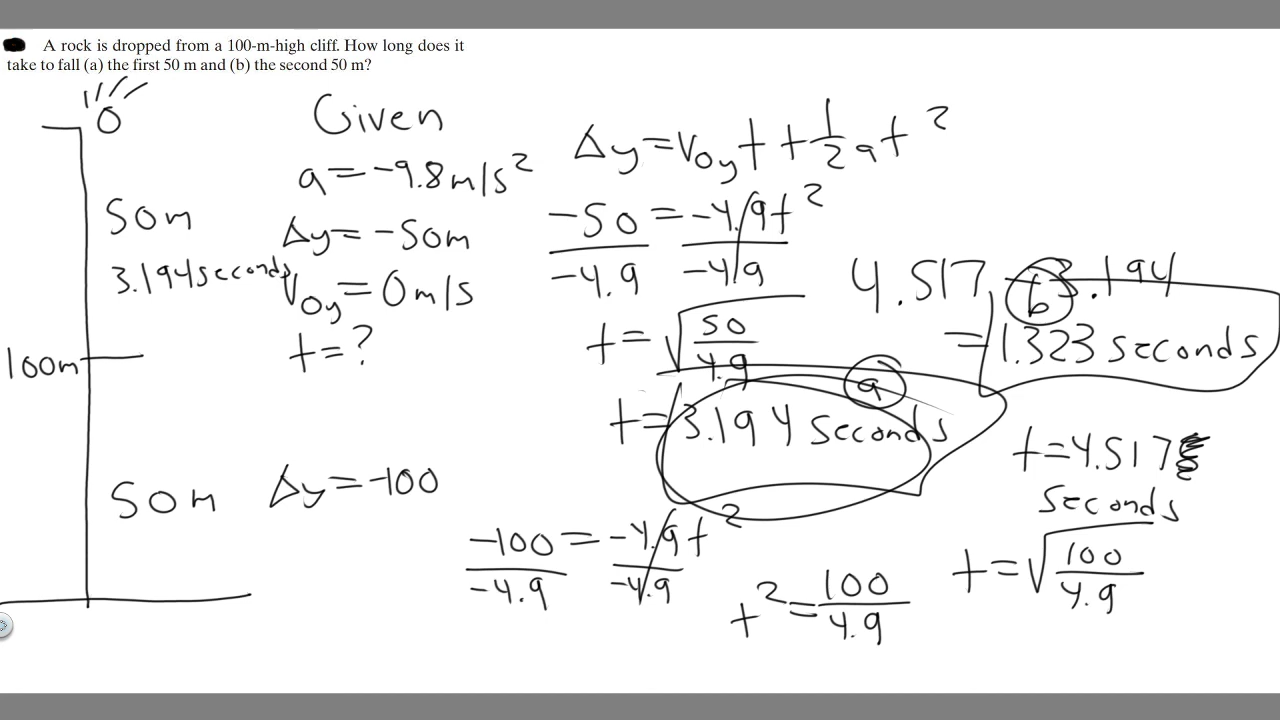 A rock is dropped from a 100-m-high cliff. How long does it
take to fall (a) the first 50 m and (b) the second 50 m?
Given
a = -9.8 m/s²
Δy = -50m
V₀y = 0 m/s
t = ?
50m
3.194 seconds
100m
50m
Δy = V₀y t + 1/2 at²
-50/-4.9 = -4.9t²/-4.9
t = √(50/4.9)
a
t = 3.194 seconds
Δy = -100
-100/-4.9 = -4.9t²/-4.9
t² = 100/4.9
t = √(100/4.9)
t = 4.517
seconds
4.517 - 3.194
b
= 1.323 seconds